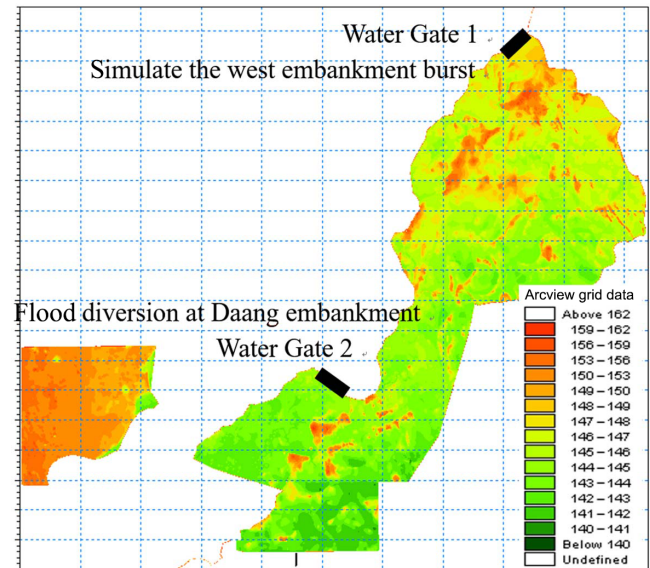 Water Gate 1
Simulate the west embankment burst
Flood diversion at Daang embankment
Water Gate 2
Arcview grid data
Above 162
159–162
156–159
153–156
150–153
149–150
148–149
147–148
146–147
145–146
144–145
143–144
142–143
141–142
140–141
Below 140
Undefined